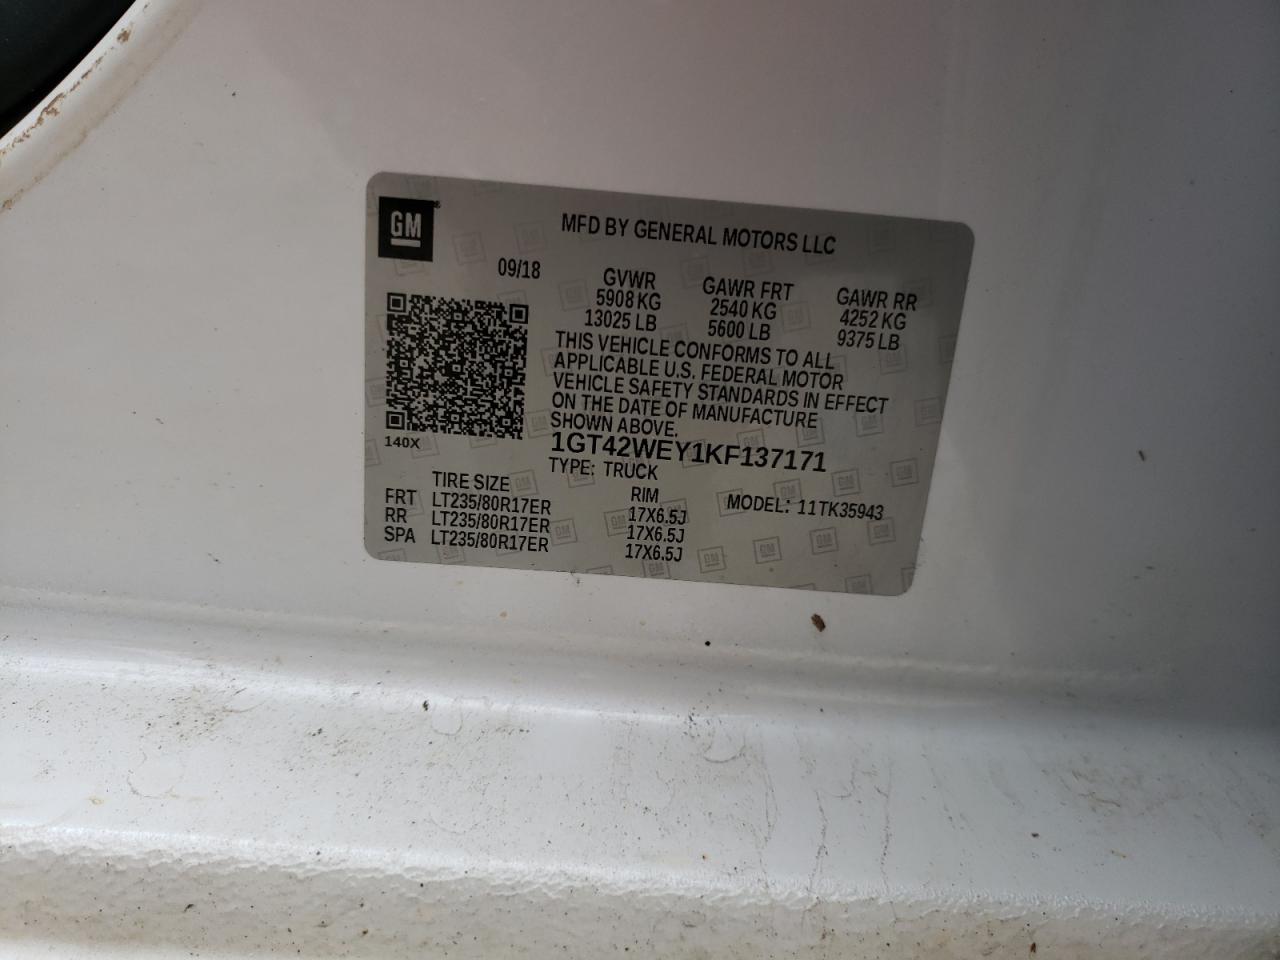 GM
MFD BY GENERAL MOTORS LLC
09/18
GVWR
5908 KG
13025 LB
GAWR FRT
2540 KG
5600 LB
GAWR RR
4252 KG
9375 LB
THIS VEHICLE CONFORMS TO ALL
APPLICABLE U.S. FEDERAL MOTOR
VEHICLE SAFETY STANDARDS IN EFFECT
ON THE DATE OF MANUFACTURE
SHOWN ABOVE.
140X
1GT42WEY1KF137171
TYPE: TRUCK
TIRE SIZE RIM MODEL: 11TK35943
FRT LT235/80R17ER 17X6.5J
RR LT235/80R17ER 17X6.5J
SPA LT235/80R17ER 17X6.5J